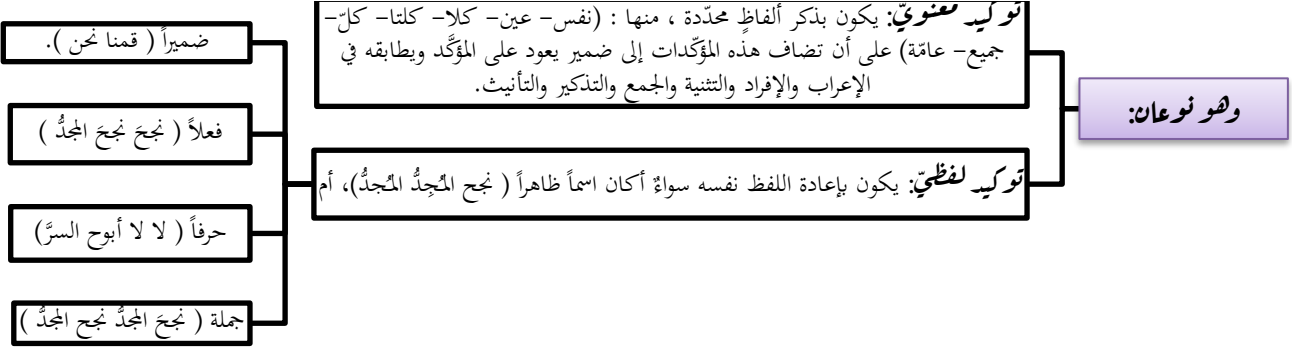 وهو نوعان:
توكيد معنويّ: يكون بذكر ألفاظٍ محدّدة ، منها : (نفس– عين– كلا– كلتا– كلّ–
جميع– عامّة) على أن تضاف هذه المؤكّدات إلى ضمير يعود على المؤكَّد ويطابقه في
الإعراب والإفراد والتثنية والجمع والتذكير والتأنيث.
توكيد لفظيّ: يكون بإعادة اللفظ نفسه سواءٌ أكان اسماً ظاهراً ( نجح المُجِدُّ المُجدُّ)، أم
ضميراً ( قمنا نحن ).
فعلاً ( نجحَ نجحَ المجدُّ )
حرفاً ( لا لا أبوح السرَّ)
جملة ( نجحَ المجدُّ نجح المجدُّ )